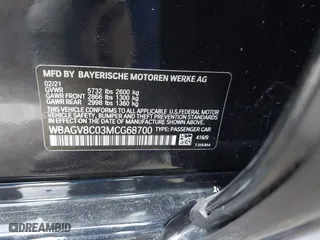 MFD BY BAYERISCHE MOTOREN WERKE AG
02/21
GVWR 5732 lbs 2600 kg
GAWR FRONT 2866 lbs 1300 kg
GAWR REAR 2998 lbs 1360 kg
THIS VEHICLE CONFORMS TO ALL APPLICABLE
FEDERAL MOTOR VEHICLE SAFETY, BUMPER
AND THEFT PREVENTION STANDARDS IN EFFECT
ON THE DATE OF MANUFACTURE SHOWN ABOVE.
WBAGV8C03MCG68700 TYPE: PASSENGER CAR
416/9
DREAMBID